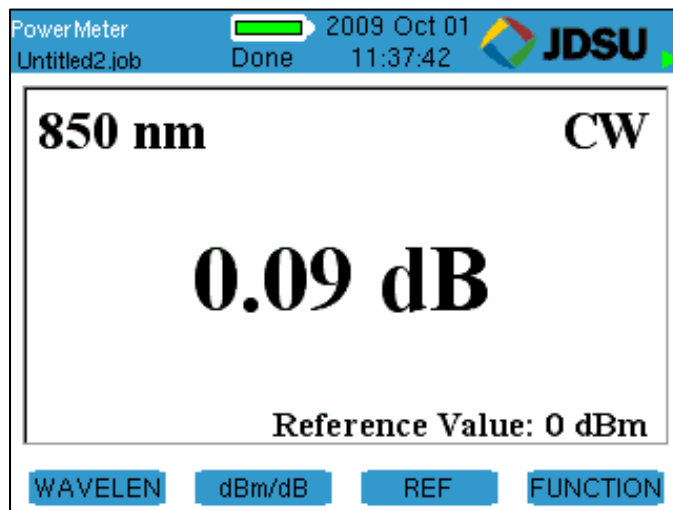 PowerMeter 2009 Oct 01 JDSU
Untitled2.job Done 11:37:42
850 nm CW
0.09 dB
Reference Value: 0 dBm
WAVELEN dBm/dB REF FUNCTION